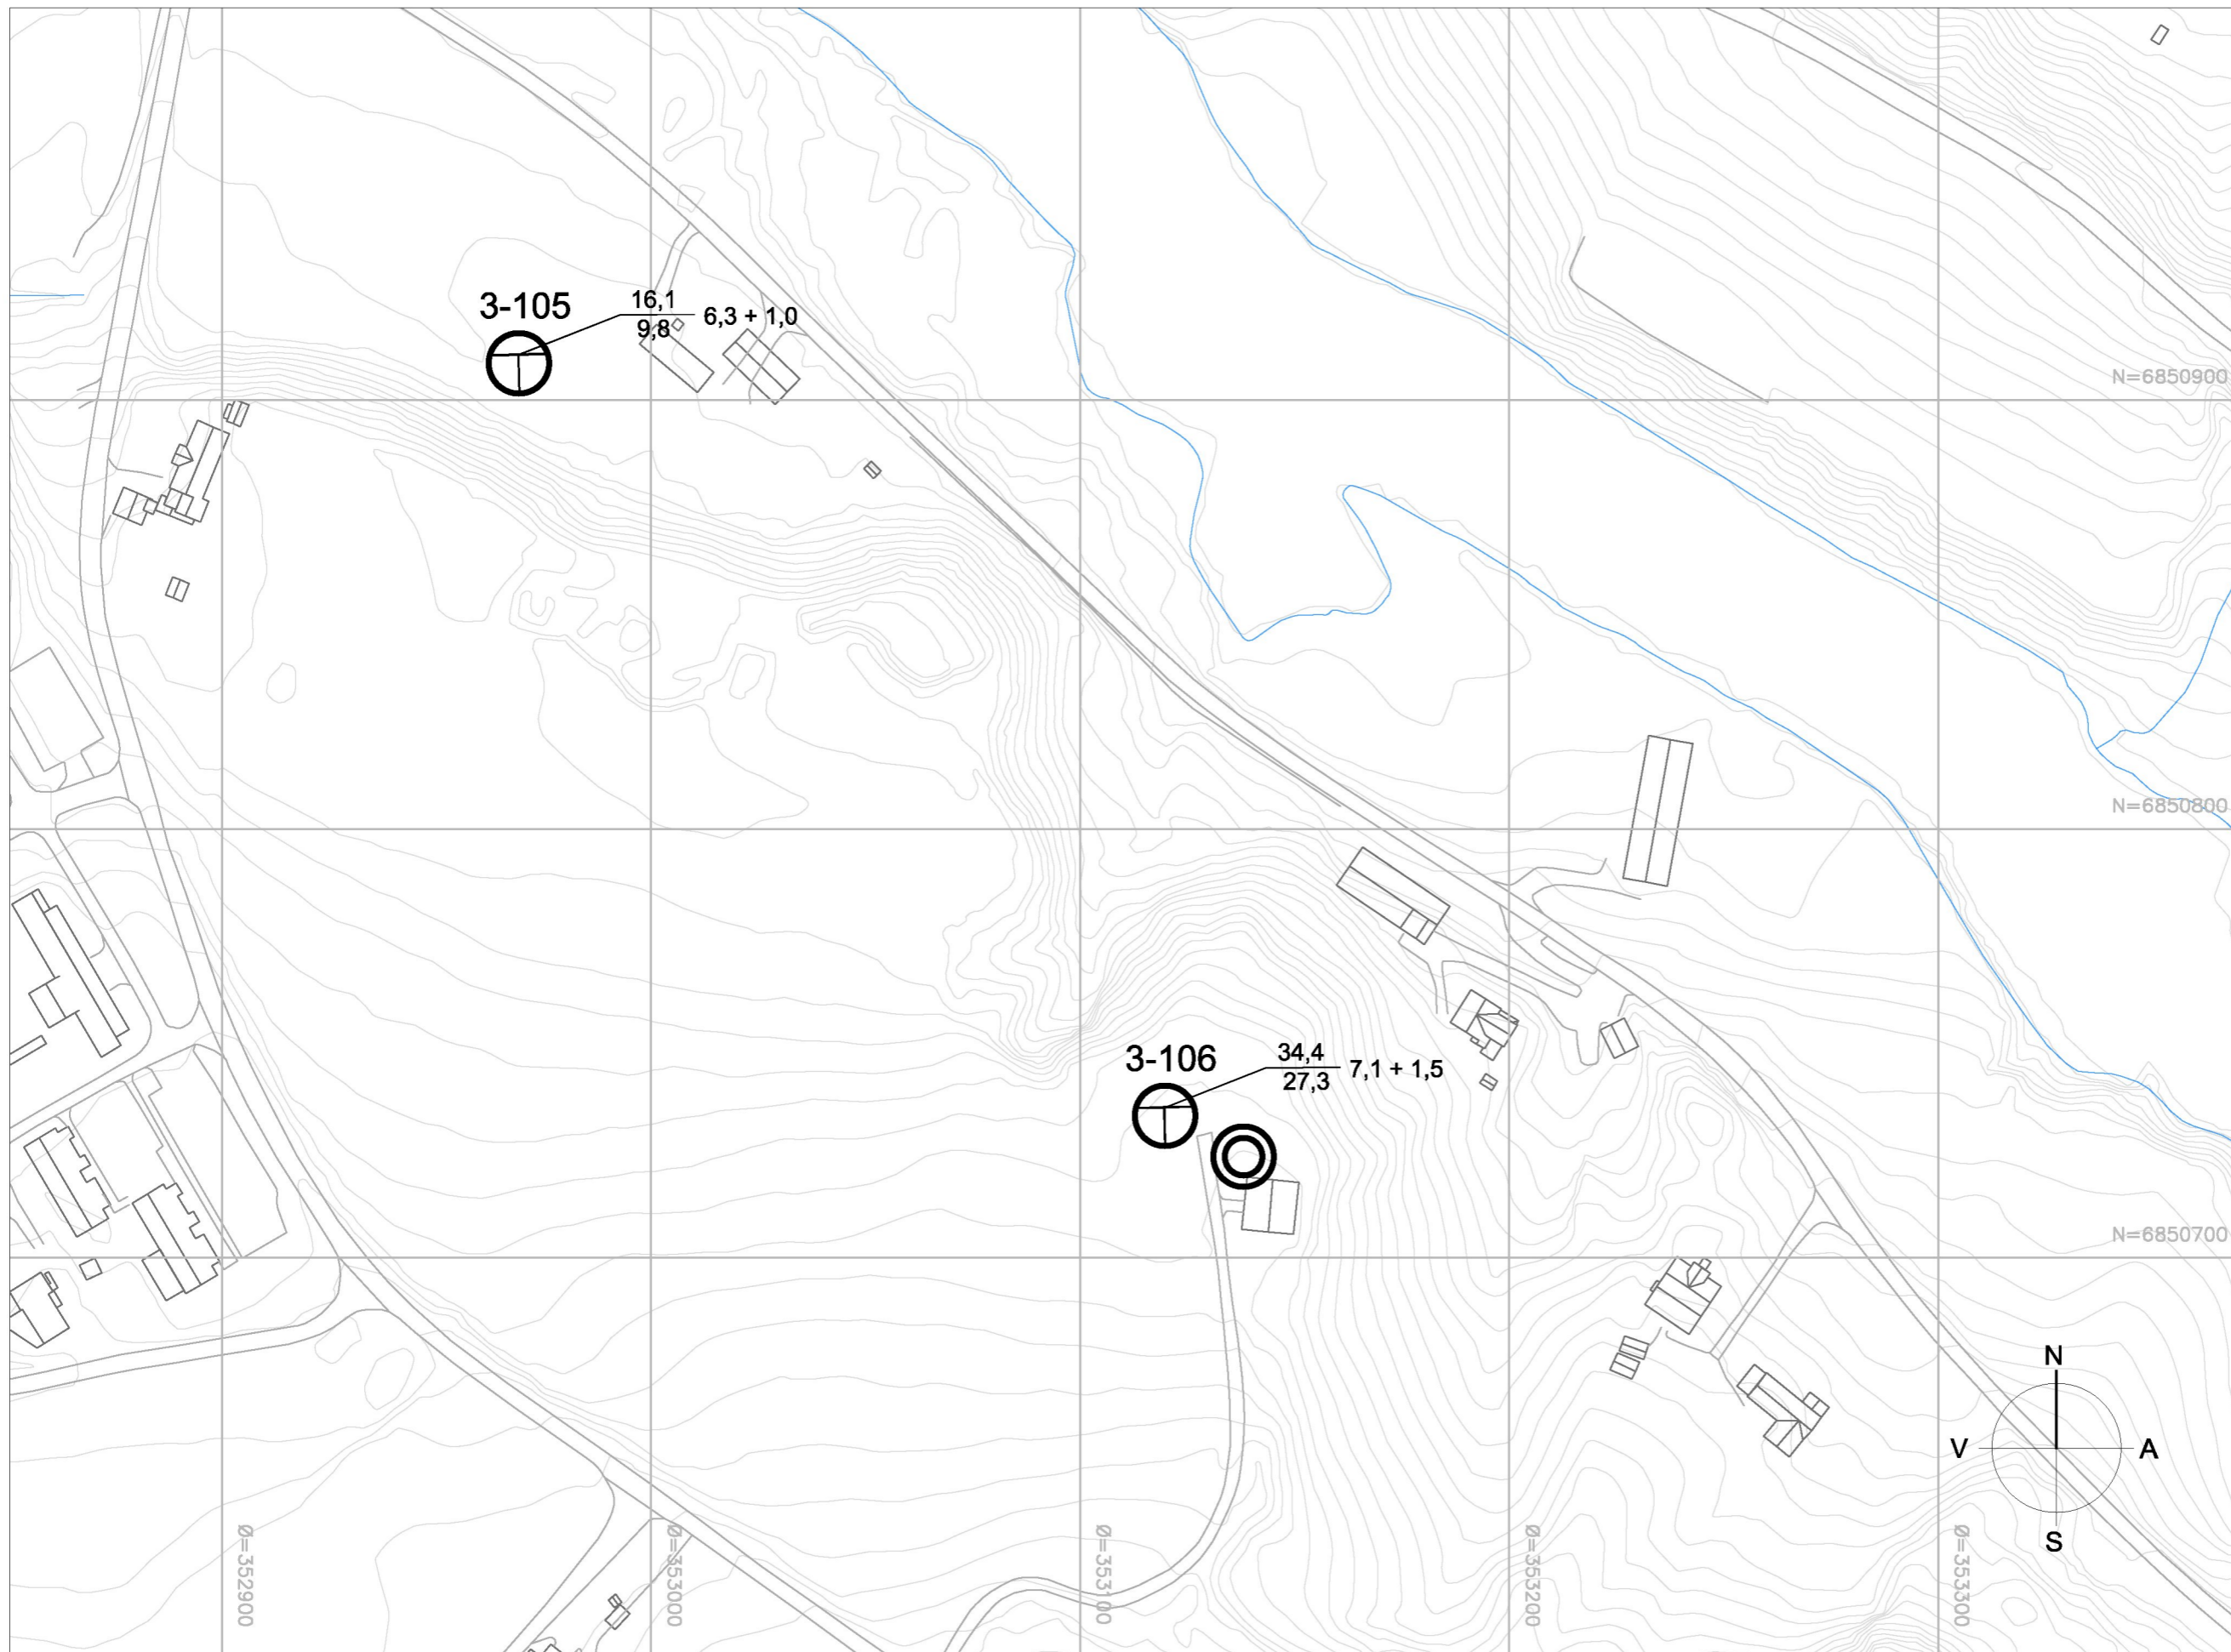 3-105
16,1
9,8
6,3 + 1,0
N=6850900
N=6850800
3-106
34,4
27,3
7,1 + 1,5
N=6850700
N
V
A
S
Ø=352900
Ø=353000
Ø=353100
Ø=353200
Ø=353300